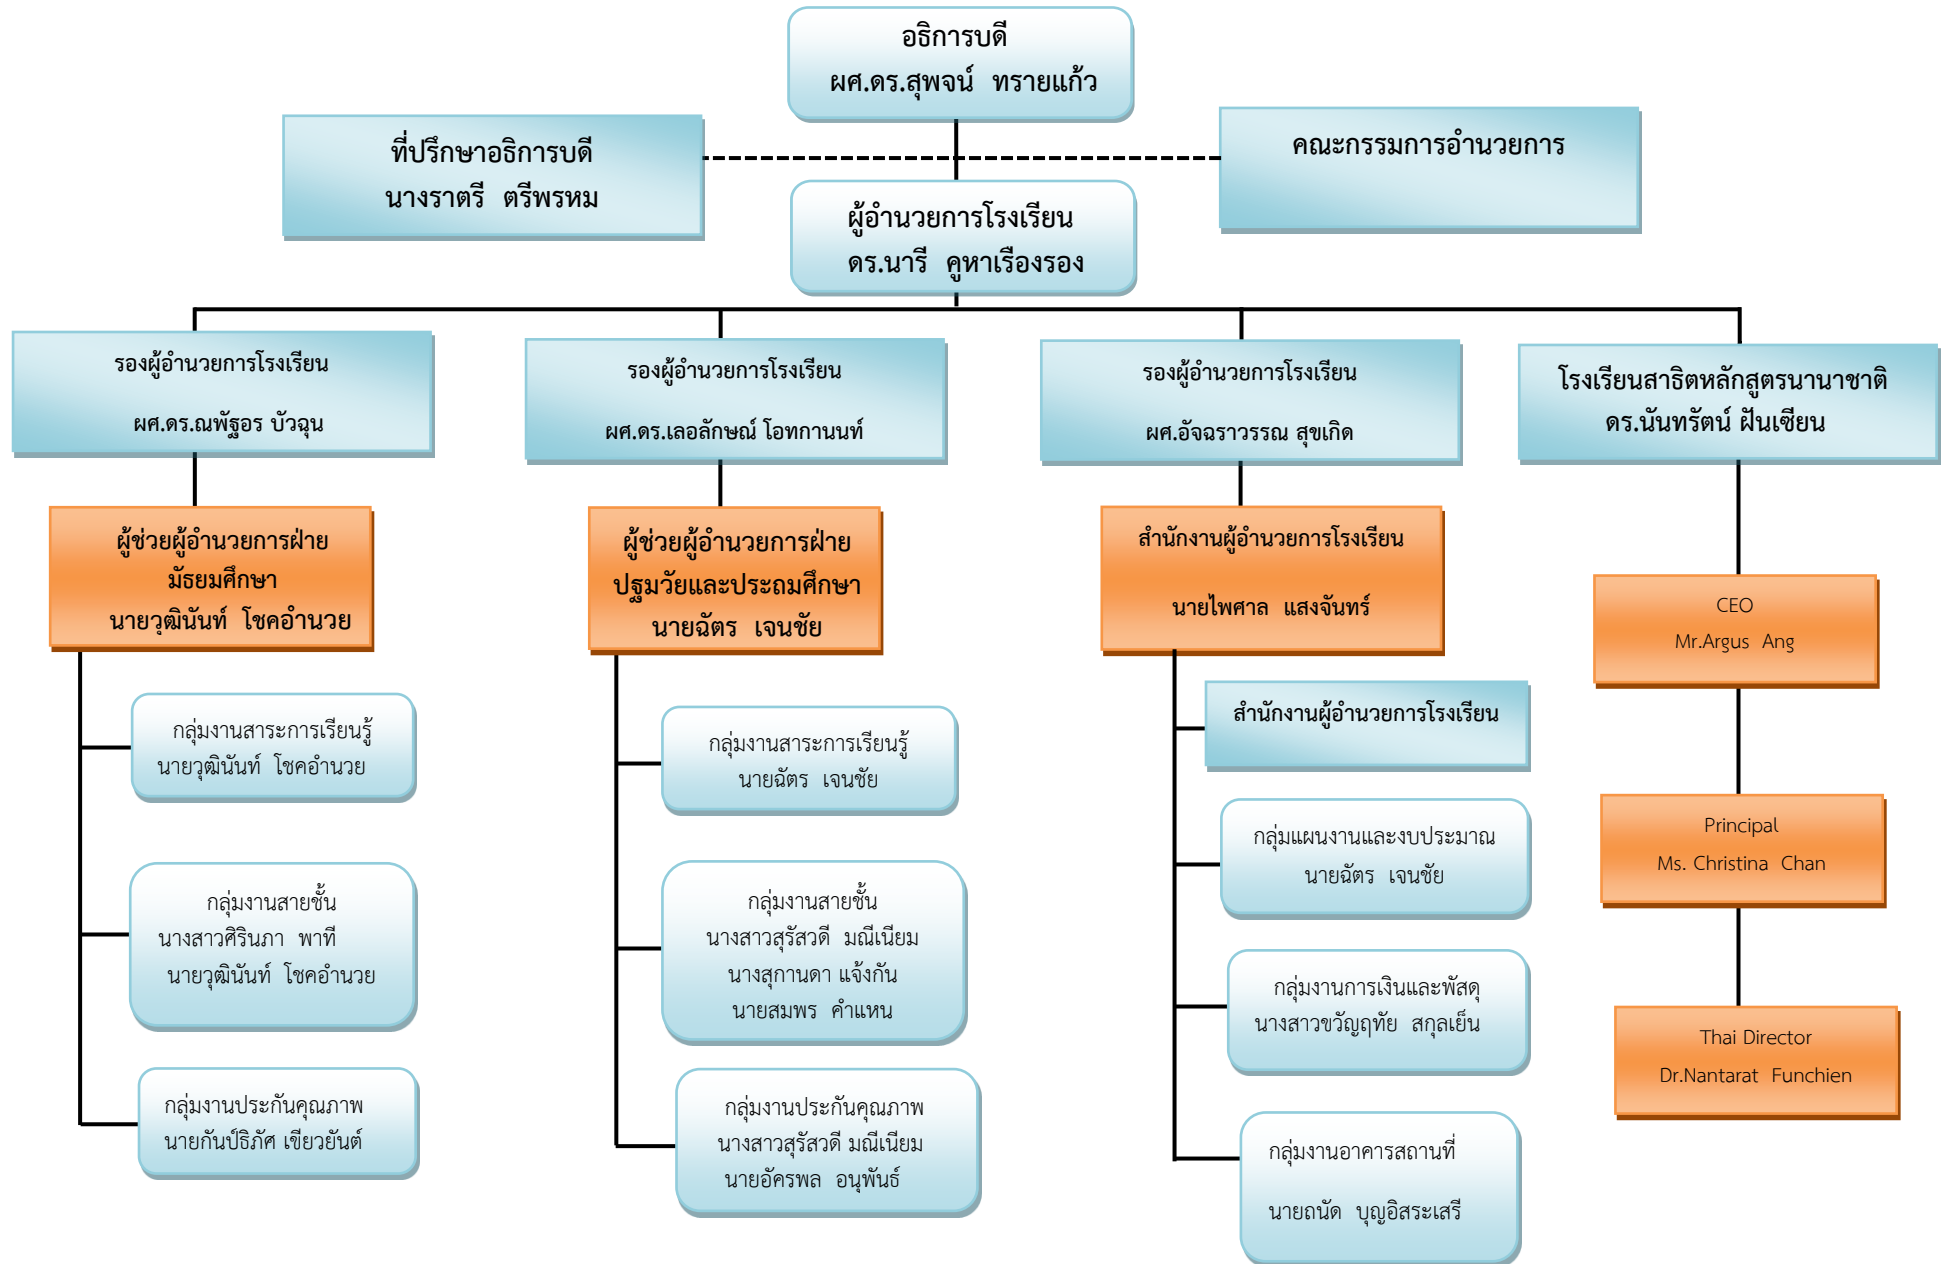 อธิการบดี
ผศ.ดร.สุพจน์ ทรายแก้ว
ที่ปรึกษาอธิการบดี
นางราตรี ตรีพรหม
คณะกรรมการอำนวยการ
ผู้อำนวยการโรงเรียน
ดร.นารี คูหาเรืองรอง
รองผู้อำนวยการโรงเรียน
ผศ.ดร.ณพัฐอร บัวฉุน
รองผู้อำนวยการโรงเรียน
ผศ.ดร.เลอลักษณ์ โอทกานนท์
รองผู้อำนวยการโรงเรียน
ผศ.อัจฉราวรรณ สุขเกิด
โรงเรียนสาธิตหลักสูตรนานาชาติ
ดร.นันทรัตน์ ฝันเซียน
ผู้ช่วยผู้อำนวยการฝ่าย
มัธยมศึกษา
นายวุฒินันท์ โชคอำนวย
กลุ่มงานสาระการเรียนรู้
นายวุฒินันท์ โชคอำนวย
กลุ่มงานสายชั้น
นางสาวศิรินภา พาที
นายวุฒินันท์ โชคอำนวย
กลุ่มงานประกันคุณภาพ
นายกันป์ธิภัศ เขียวยันต์
ผู้ช่วยผู้อำนวยการฝ่าย
ปฐมวัยและประถมศึกษา
นายฉัตร เจนชัย
กลุ่มงานสาระการเรียนรู้
นายฉัตร เจนชัย
กลุ่มงานสายชั้น
นางสาวสุรัสวดี มณีเนียม
นางสุกานดา แจ้งกัน
นายสมพร คำแหน
กลุ่มงานประกันคุณภาพ
นางสาวสุรัสวดี มณีเนียม
นายอัครพล อนุพันธ์
สำนักงานผู้อำนวยการโรงเรียน
นายไพศาล แสงจันทร์
สำนักงานผู้อำนวยการโรงเรียน
กลุ่มแผนงานและงบประมาณ
นายฉัตร เจนชัย
กลุ่มงานการเงินและพัสดุ
นางสาวขวัญฤทัย สกุลเย็น
กลุ่มงานอาคารสถานที่
นายถนัด บุญอิสระเสรี
CEO
Mr.Argus Ang
Principal
Ms. Christina Chan
Thai Director
Dr.Nantarat Funchien